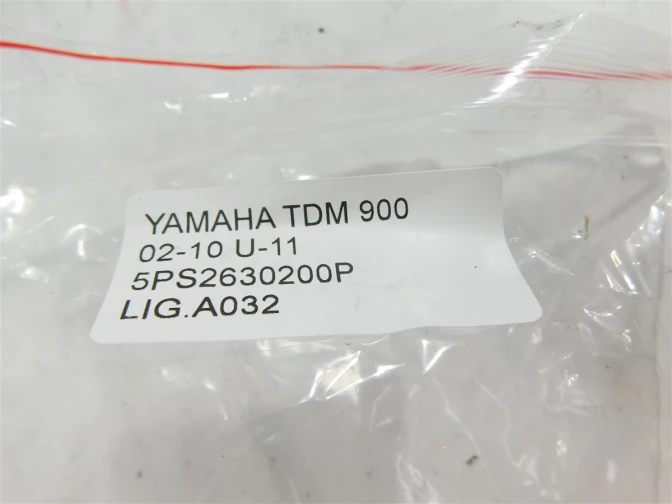 YAMAHA TDM 900
02-10 U-11
5PS2630200P
LIG.A032